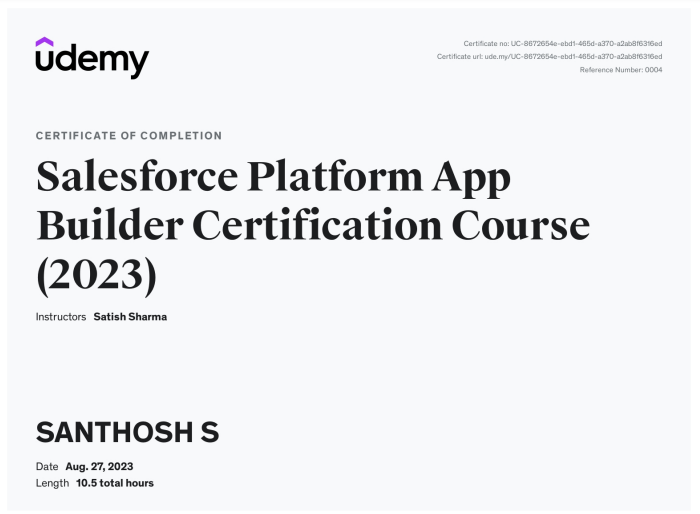 udemy
Certificate no: UC-8672654e-ebd1-465d-a370-a2ab8f6316ed
Certificate url: ude.my/UC-8672654e-ebd1-465d-a370-a2ab8f6316ed
Reference Number: 0004
CERTIFICATE OF COMPLETION
Salesforce Platform App
Builder Certification Course
(2023)
Instructors Satish Sharma
SANTHOSH S
Date Aug. 27, 2023
Length 10.5 total hours